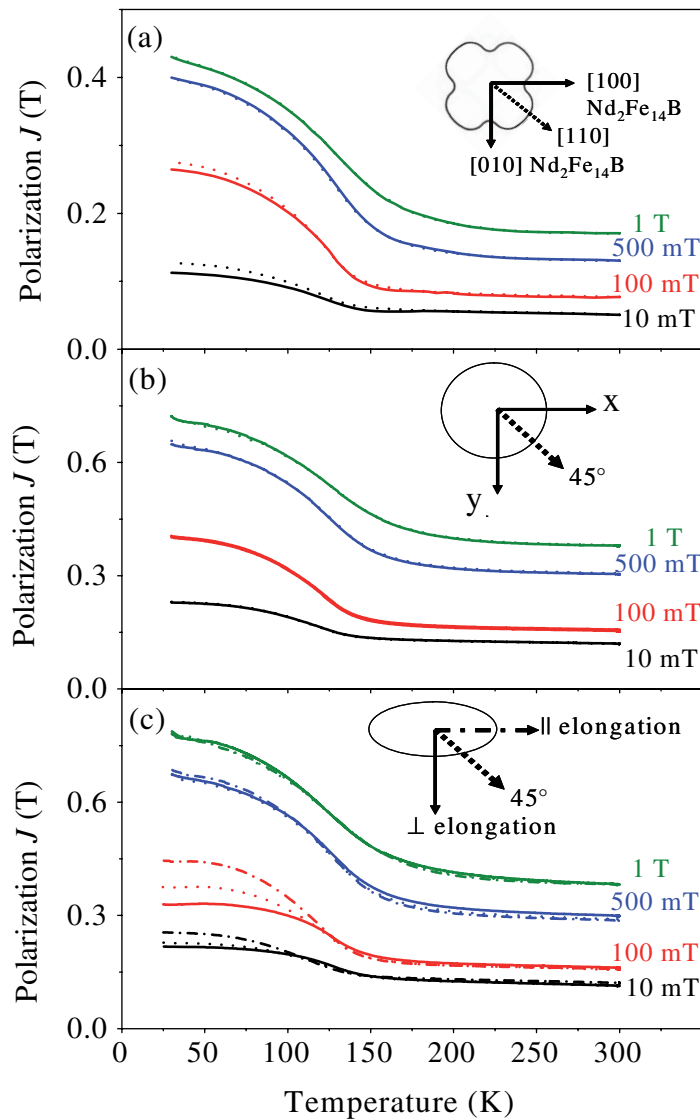 (a)
Polarization J (T)
0.4
0.2
0.0
[100]
Nd₂Fe₁₄B
[110]
[010] Nd₂Fe₁₄B
1 T
500 mT
100 mT
10 mT
(b)
Polarization J (T)
0.6
0.3
0.0
x
45°
y
1 T
500 mT
100 mT
10 mT
(c)
Polarization J (T)
0.6
0.3
0.0
|| elongation
45°
⊥ elongation
1 T
500 mT
100 mT
10 mT
0 50 100 150 200 250 300
Temperature (K)